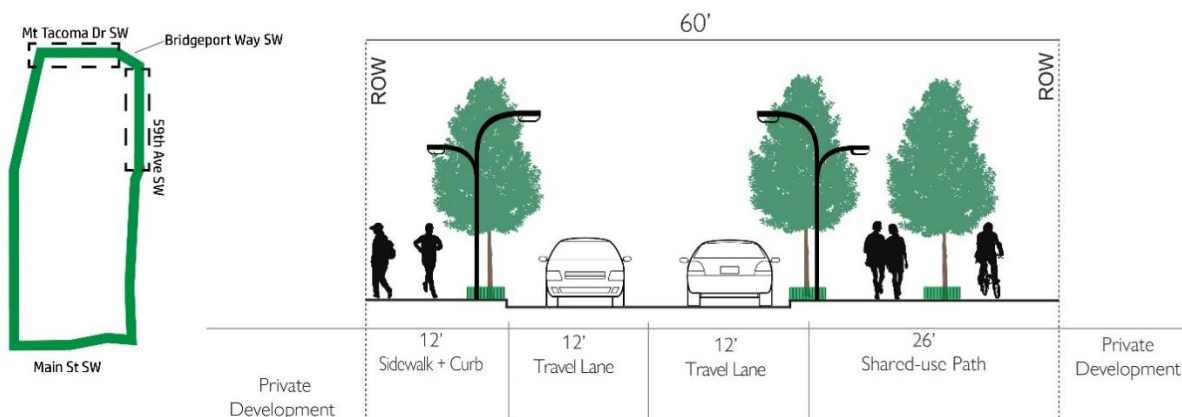 Mt Tacoma Dr SW
Bridgeport Way SW
59th Ave SW
Main St SW
60'
ROW
ROW
12'
Sidewalk + Curb
12'
Travel Lane
12'
Travel Lane
26'
Shared-use Path
Private
Development
Private
Development